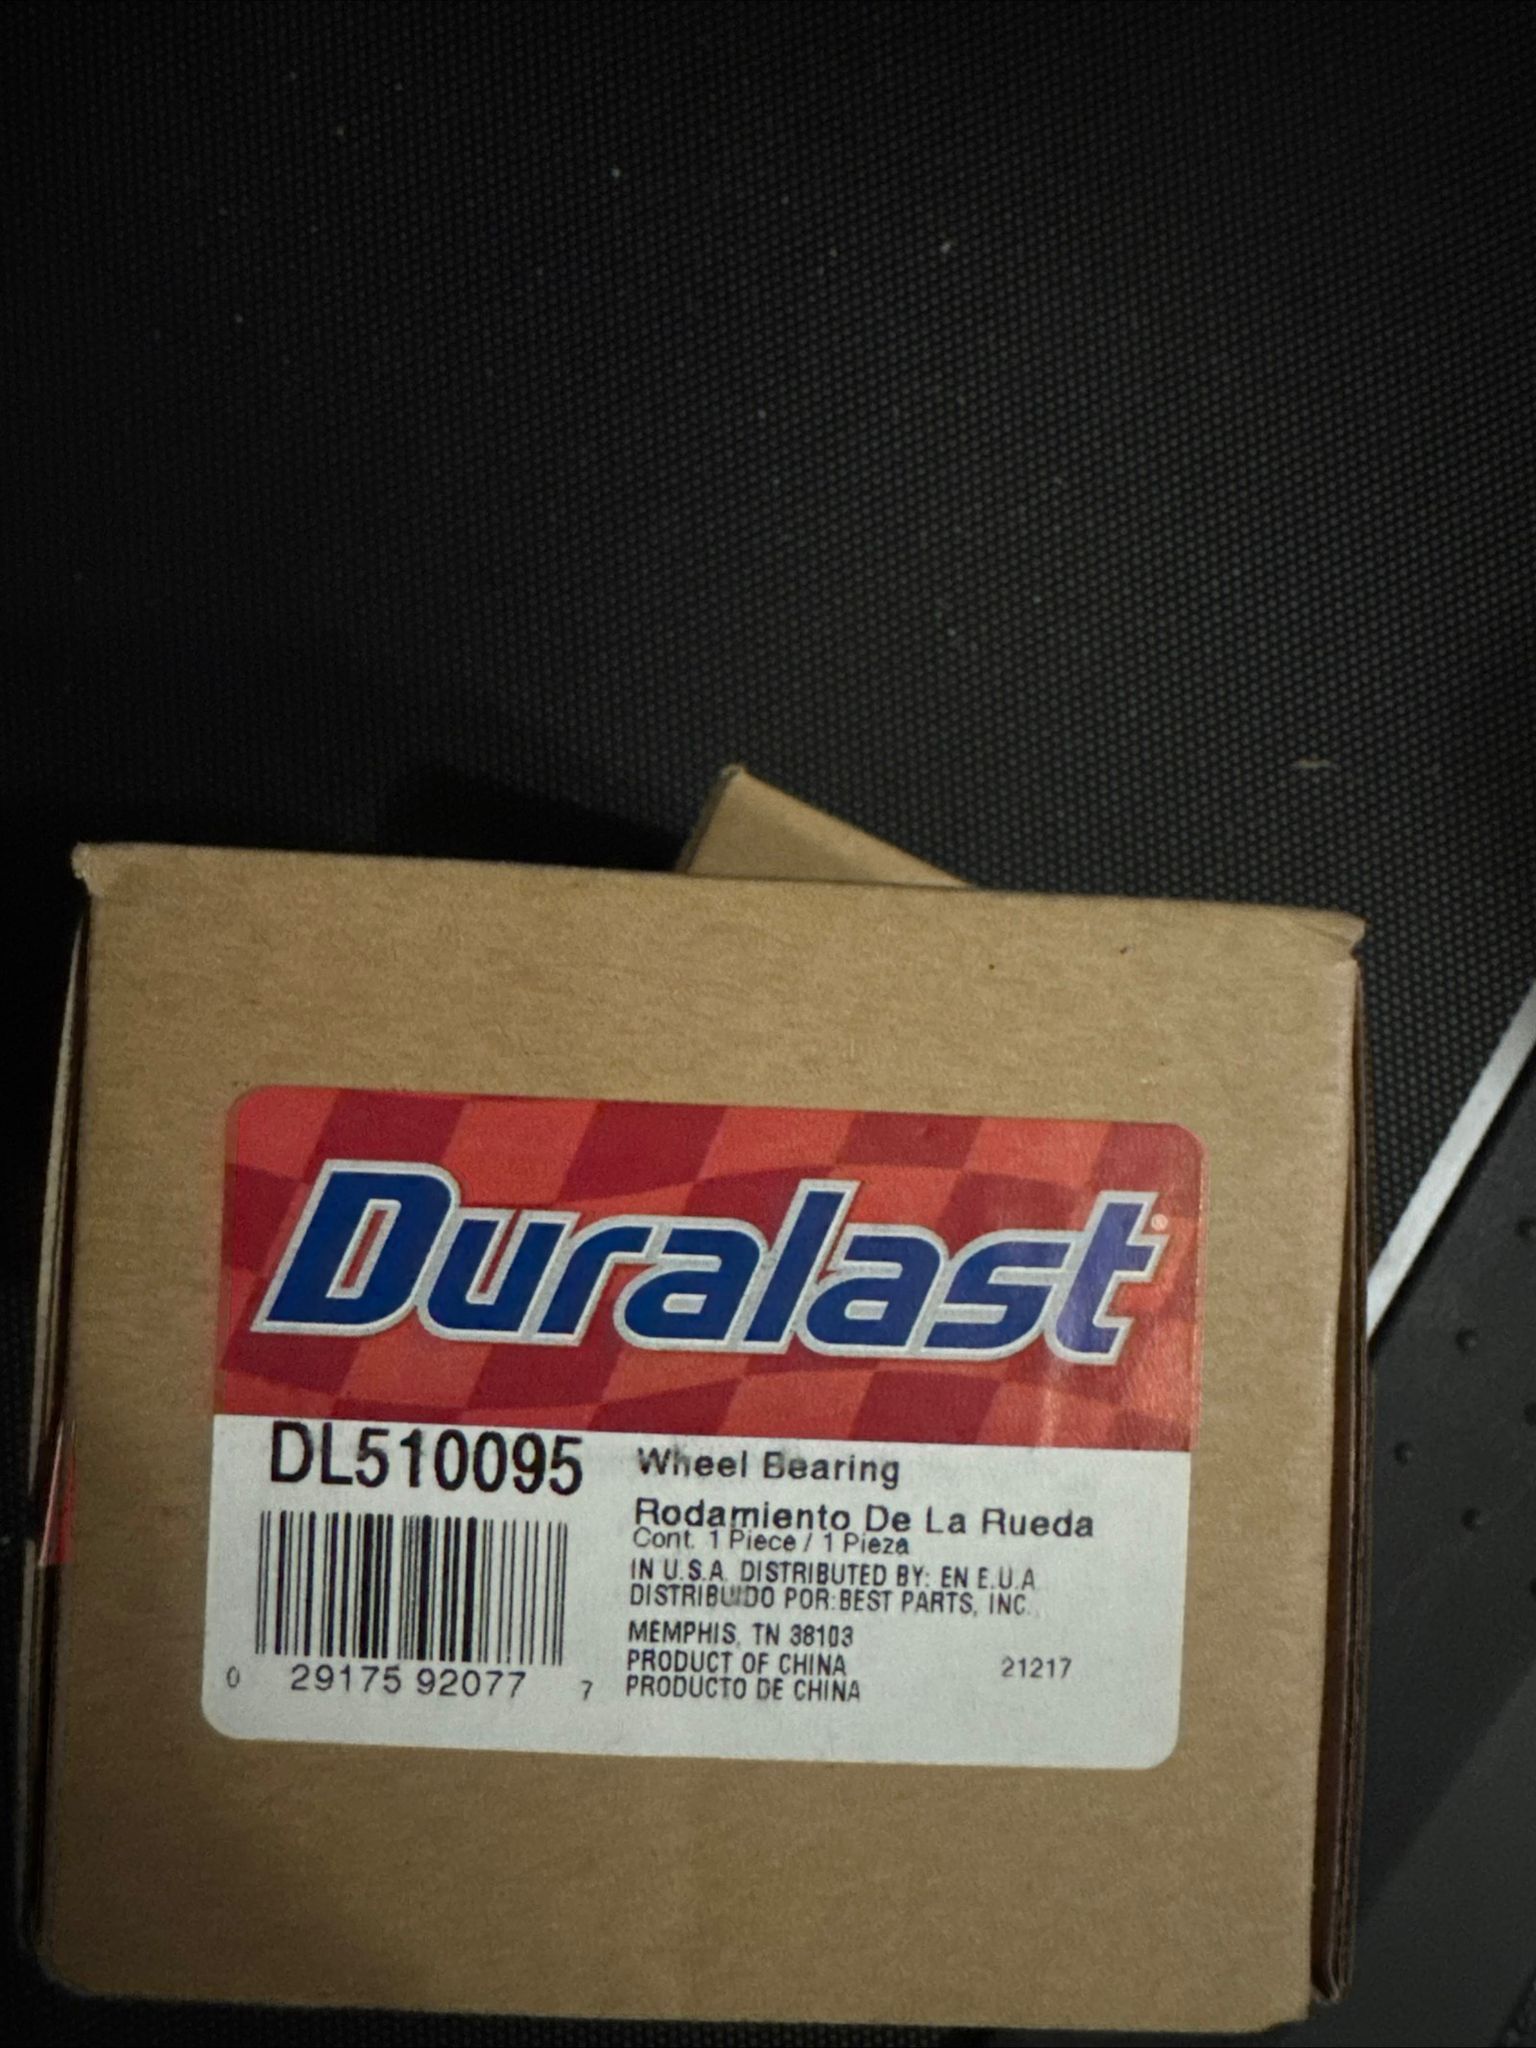 Duralast®
DL510095
Wheel Bearing
Rodamiento De La Rueda
Cont. 1 Piece / 1 Pieza
IN U.S.A. DISTRIBUTED BY: EN E.U.A
DISTRIBUIDO POR:BEST PARTS, INC.
MEMPHIS, TN 38103
PRODUCT OF CHINA
PRODUCTO DE CHINA
21217
0 29175 92077 7